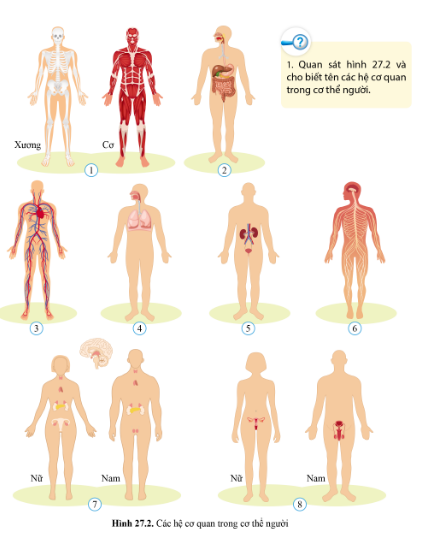 1. Quan sát hình 27.2 và
cho biết tên các hệ cơ quan
trong cơ thể người.
Xương
Cơ
1
2
3
4
5
6
Nữ
Nam
7
Nữ
Nam
8
Hình 27.2. Các hệ cơ quan trong cơ thể người